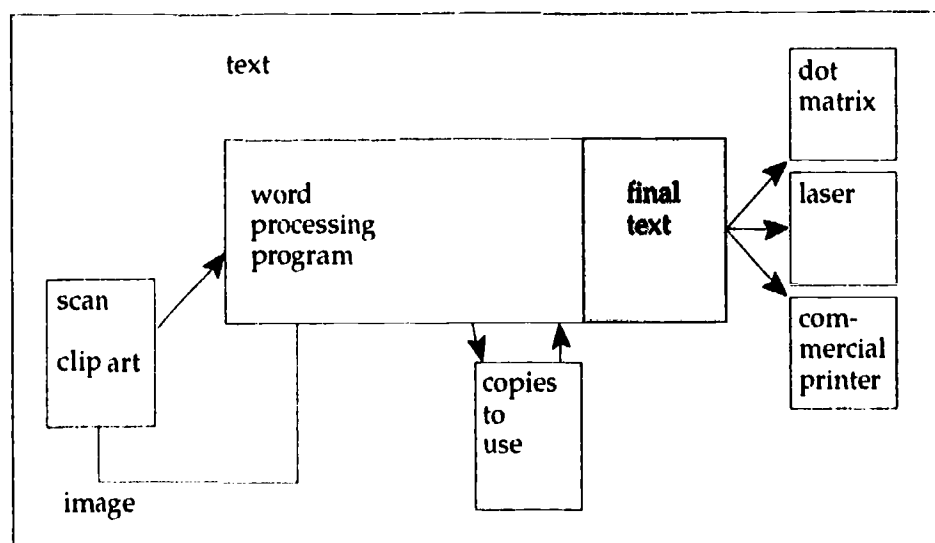 text
word
processing
program
final
text
scan
clip art
image
copies
to
use
dot
matrix
laser
com-
mercial
printer